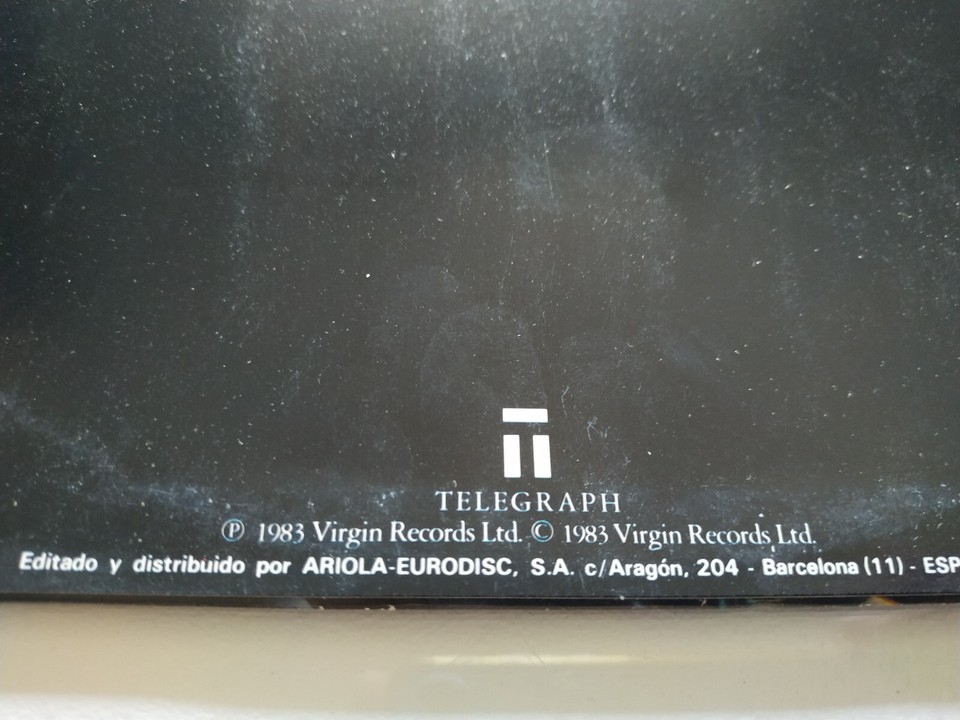 TELEGRAPH
℗ 1983 Virgin Records Ltd. © 1983 Virgin Records Ltd.
Editado y distribuido por ARIOLA-EURODISC, S.A. c/Aragón, 204 - Barcelona (11) - ESP